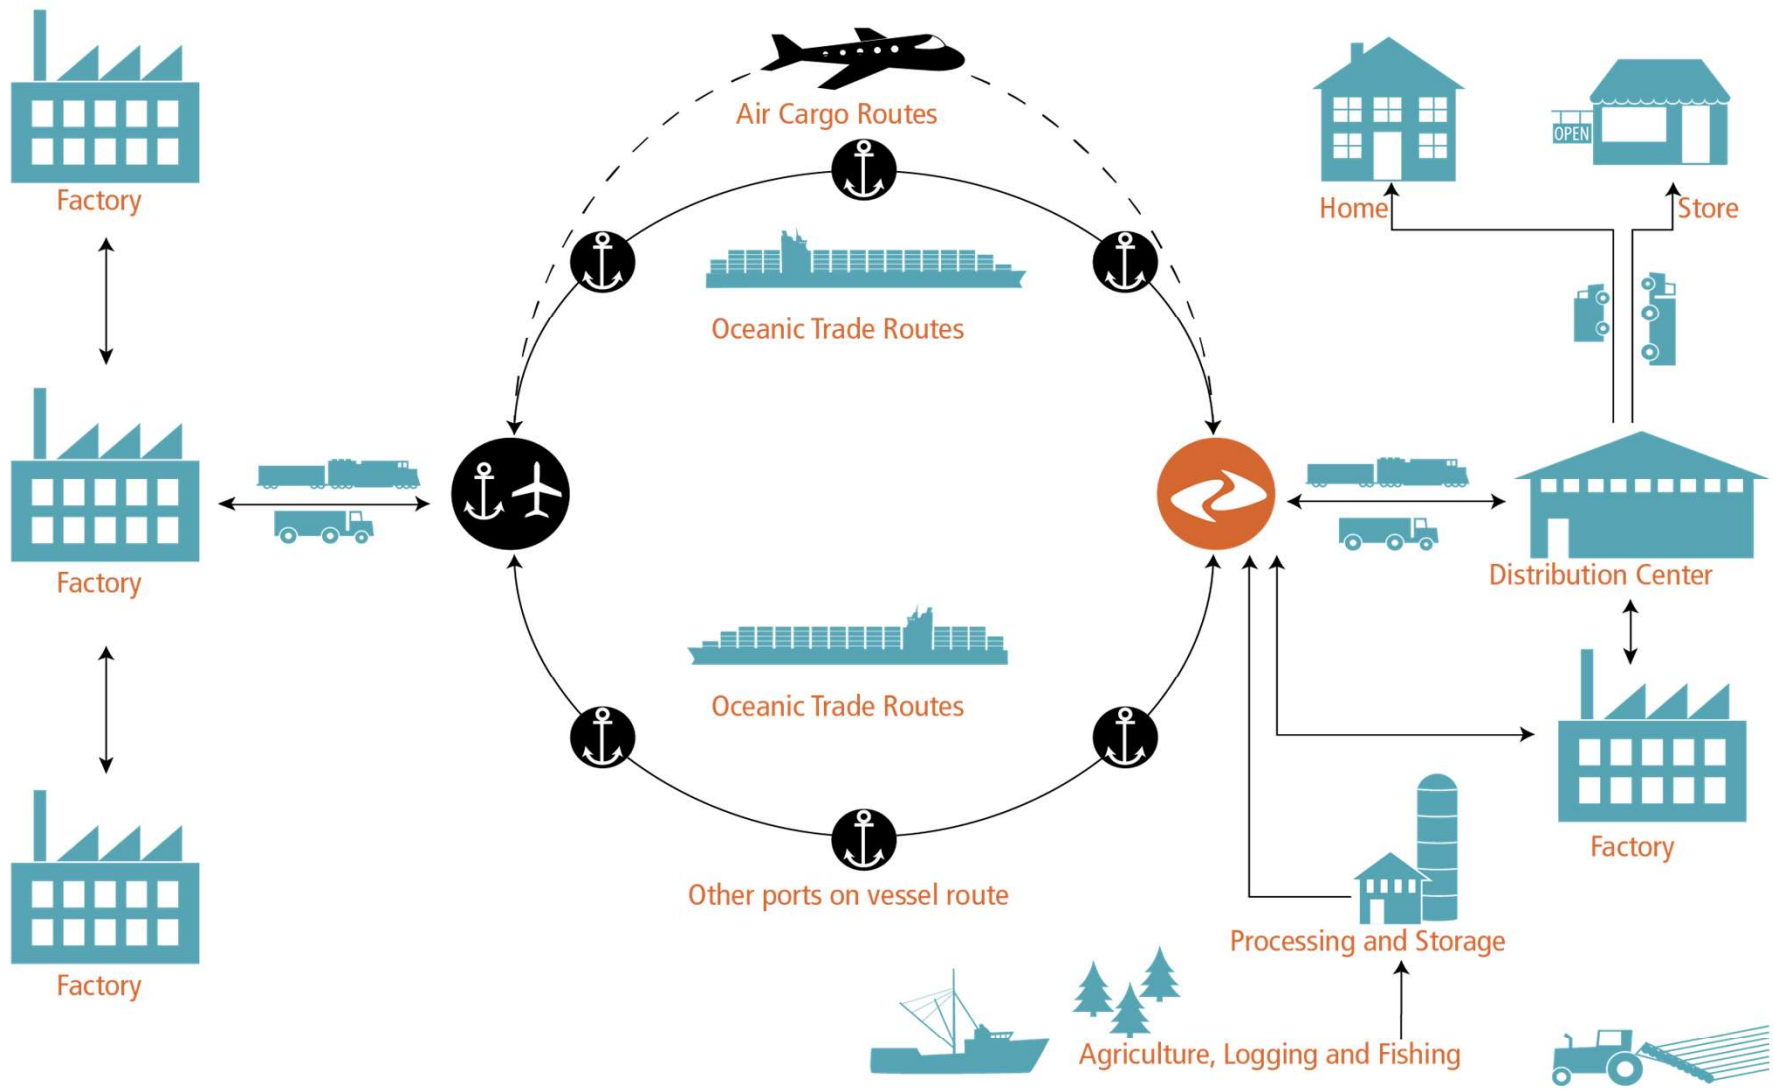 Air Cargo Routes
OPEN
Factory
Home
Store
Oceanic Trade Routes
Factory
Distribution Center
Oceanic Trade Routes
Factory
Other ports on vessel route
Processing and Storage
Factory
Agriculture, Logging and Fishing